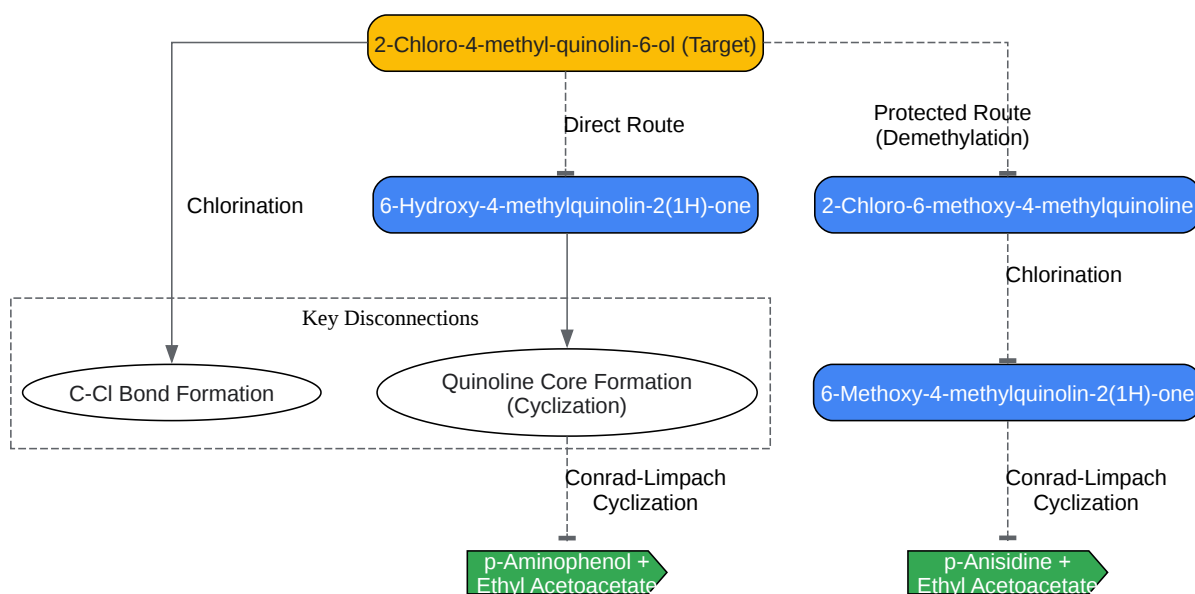 2-Chloro-4-methyl-quinolin-6-ol (Target)
Direct Route
Protected Route
(Demethylation)
Chlorination
6-Hydroxy-4-methylquinolin-2(1H)-one
2-Chloro-6-methoxy-4-methylquinoline
Chlorination
Key Disconnections
C-Cl Bond Formation
Quinoline Core Formation
(Cyclization)
6-Methoxy-4-methylquinolin-2(1H)-one
Conrad-Limpach
Cyclization
Conrad-Limpach
Cyclization
p-Aminophenol +
Ethyl Acetoacetate
p-Anisidine +
Ethyl Acetoacetate